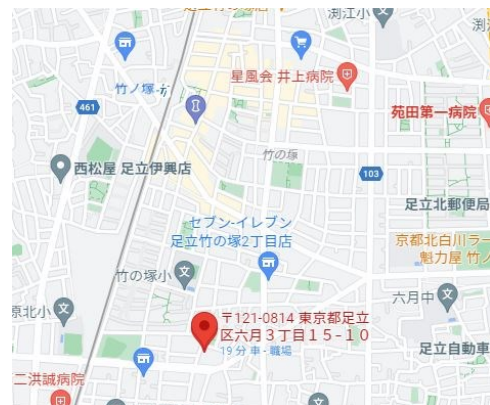 渕江小
星風会 井上病院
竹ノ塚
461
苑田第一病院
竹の塚
西松屋 足立伊興店
103
足立北郵便局
セブン-イレブン
足立竹の塚2丁目店
京都北白川ラー
魁力屋 竹ノ
竹の塚小
六月中
原北小
〒121-0814 東京都足立
区六月3丁目15-10
19 分 車 - 職場
足立自動車
二洪誠病院